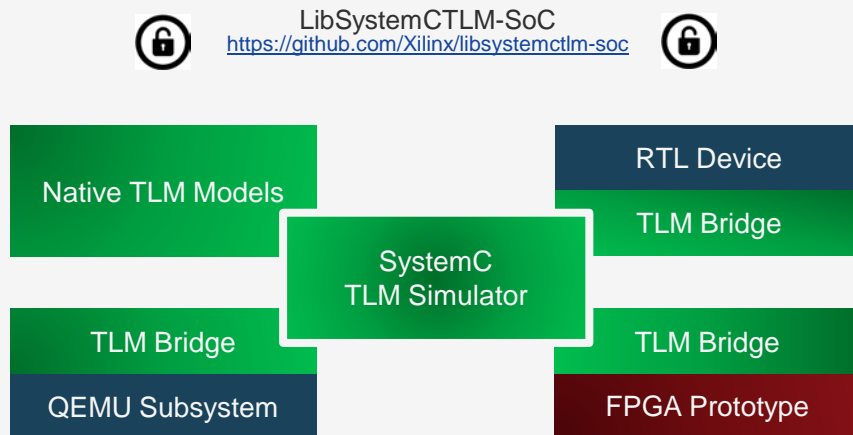 LibSystemCTLM-SoC
https://github.com/Xilinx/libsystemctlm-soc
Native TLM Models
RTL Device
TLM Bridge
SystemC
TLM Simulator
TLM Bridge
QEMU Subsystem
TLM Bridge
FPGA Prototype